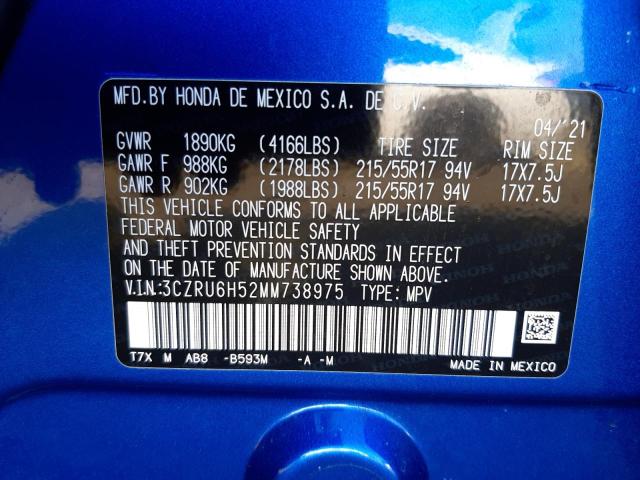 MFD.BY HONDA DE MEXICO S.A. DE C.V.
04/'21
GVWR 1890KG (4166LBS) TIRE SIZE RIM SIZE
GAWR F 988KG (2178LBS) 215/55R17 94V 17X7.5J
GAWR R 902KG (1988LBS) 215/55R17 94V 17X7.5J
THIS VEHICLE CONFORMS TO ALL APPLICABLE
FEDERAL MOTOR VEHICLE SAFETY
AND THEFT PREVENTION STANDARDS IN EFFECT
ON THE DATE OF MANUFACTURE SHOWN ABOVE.
V.I.N:3CZRU6H52MM738975 TYPE: MPV
T7X M AB8 -B593M -A -M
MADE IN MEXICO